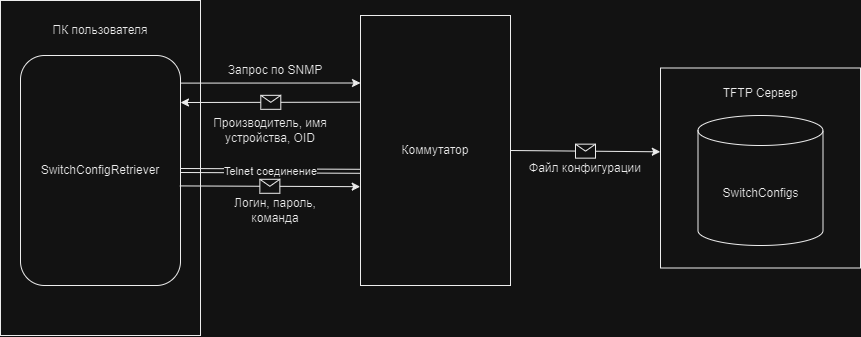 ПК пользователя
SwitchConfigRetriever
Запрос по SNMP
Производитель, имя
устройства, OID
Telnet соединение
Логин, пароль,
команда
Коммутатор
Файл конфигурации
TFTP Сервер
SwitchConfigs